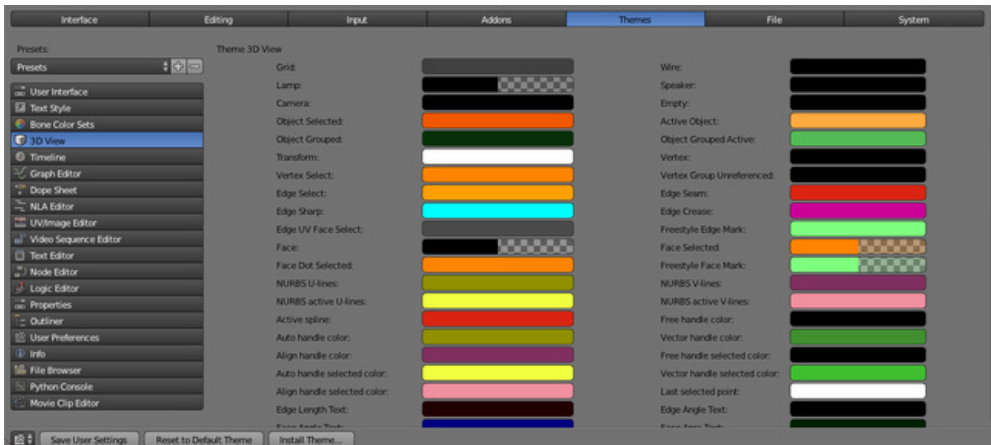 Interface Editing Input Addons Themes File System
Presets: Theme 3D View
Presets
User Interface
Text Style
Bone Color Sets
3D View
Timeline
Graph Editor
Dope Sheet
NLA Editor
UV/Image Editor
Video Sequence Editor
Text Editor
Node Editor
Logic Editor
Properties
Outliner
User Preferences
Info
File Browser
Python Console
Movie Clip Editor
Grid:
Lamp:
Camera:
Object Selected:
Object Grouped:
Transform:
Vertex Select:
Edge Select:
Edge Sharp:
Edge UV Face Select:
Face:
Face Dot Selected:
NURBS U-lines:
NURBS active U-lines:
Active spline:
Auto handle color:
Align handle color:
Auto handle selected color:
Align handle selected color:
Edge Length Text:
Face Angle Text:
Wire:
Speaker:
Empty:
Active Object:
Object Grouped Active:
Vertex:
Vertex Group Unreferenced:
Edge Seam:
Edge Crease:
Freestyle Edge Mark:
Face Selected:
Freestyle Face Mark:
NURBS V-lines:
NURBS active V-lines:
Free handle color:
Vector handle color:
Free handle selected color:
Vector handle selected color:
Last selected point:
Edge Angle Text:
Face Area Text:
Save User Settings Reset to Default Theme Install Theme...